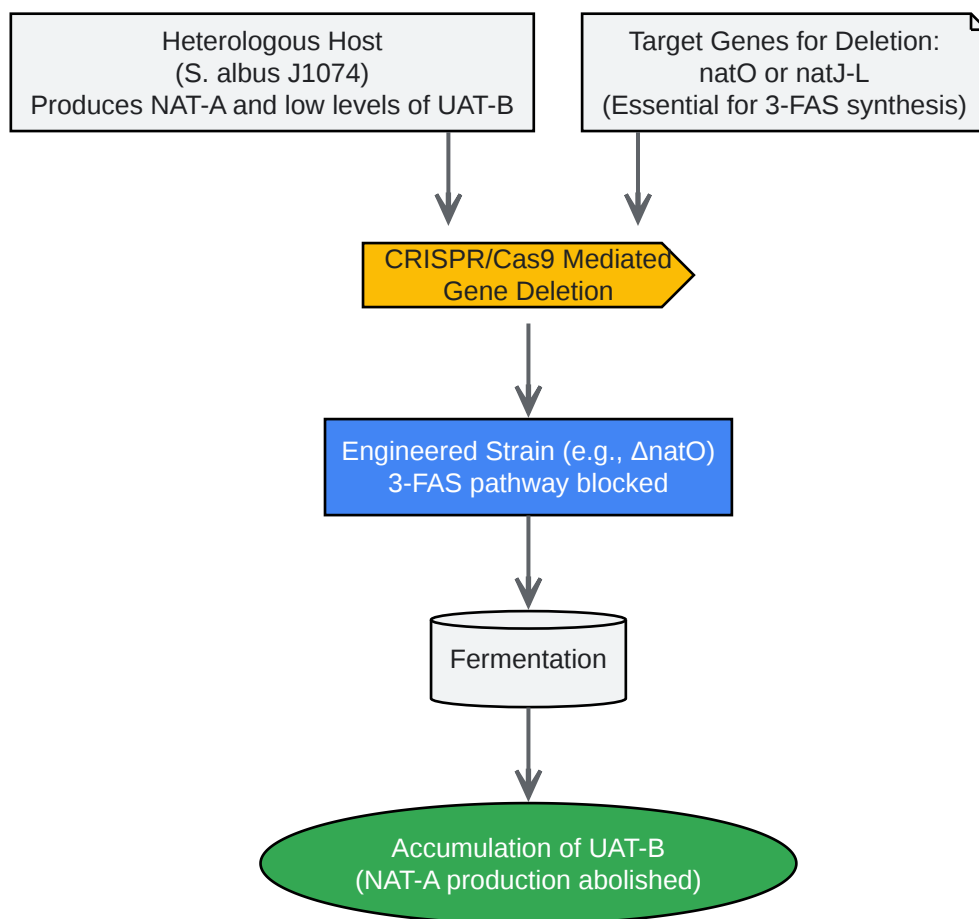 Heterologous Host
(S. albus J1074)
Produces NAT-A and low levels of UAT-B
Target Genes for Deletion:
natO or natJ-L
(Essential for 3-FAS synthesis)
CRISPR/Cas9 Mediated
Gene Deletion
Engineered Strain (e.g., ΔnatO)
3-FAS pathway blocked
Fermentation
Accumulation of UAT-B
(NAT-A production abolished)